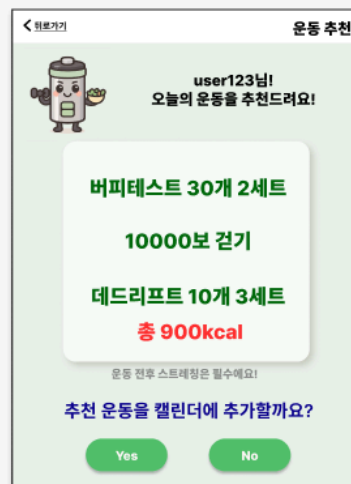 < 뒤로가기
운동 추천
user123님!
오늘의 운동을 추천드려요!
버피테스트 30개 2세트
10000보 걷기
데드리프트 10개 3세트
총 900kcal
운동 전후 스트레칭은 필수에요!
추천 운동을 캘린더에 추가할까요?
Yes No